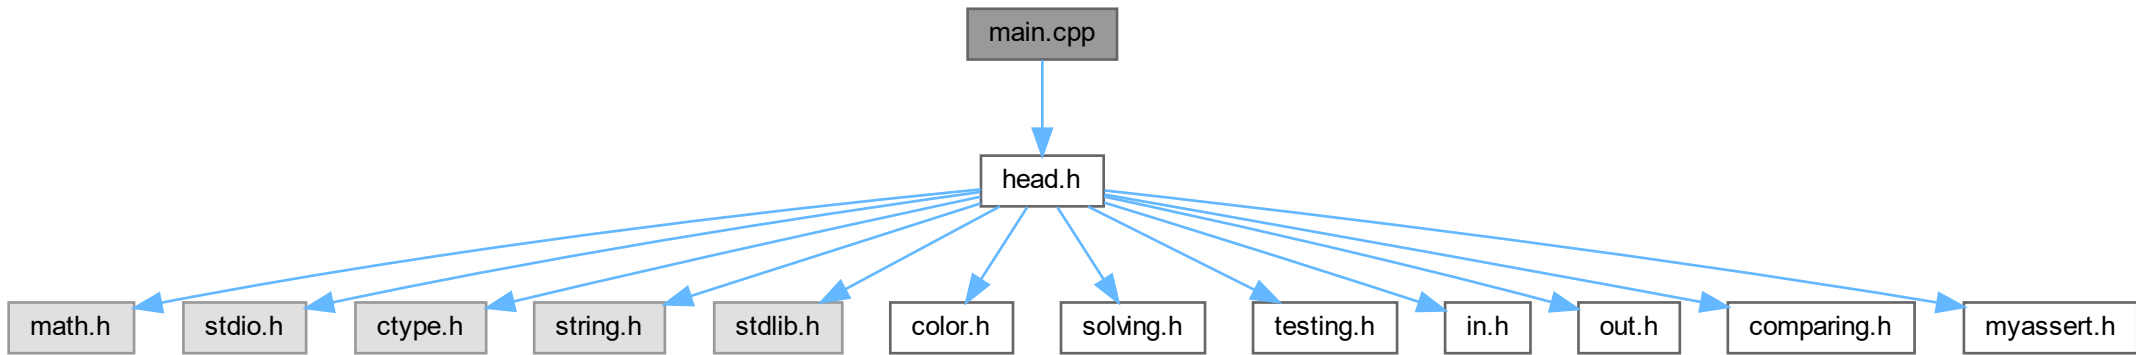 main.cpp
head.h
math.h
stdio.h
ctype.h
string.h
stdlib.h
color.h
solving.h
testing.h
in.h
out.h
comparing.h
myassert.h